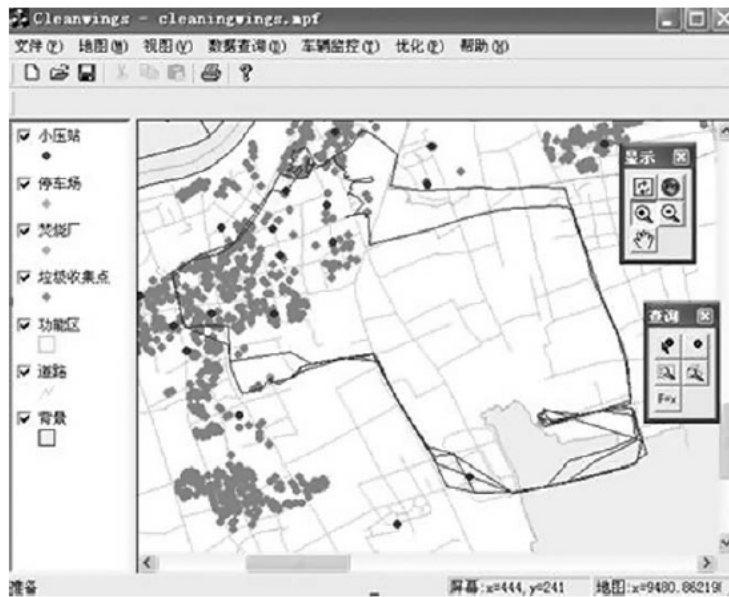 Cleanwings - cleaningwings.mpf
文件(F) 地图(M) 视图(V) 数据查询(D) 车辆监控(T) 优化(P) 帮助(H)
小压站
停车场
焚烧厂
垃圾收集点
功能区
道路
背景
显示
查询
F=x
准备 屏幕:x=444,y=241 地图:x=9480.86219